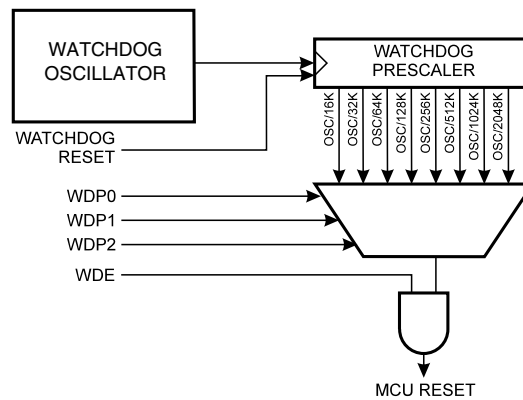 WATCHDOG
OSCILLATOR
WATCHDOG
PRESCALER
WATCHDOG
RESET
OSC/16K
OSC/32K
OSC/64K
OSC/128K
OSC/256K
OSC/512K
OSC/1024K
OSC/2048K
WDP0
WDP1
WDP2
WDE
MCU RESET